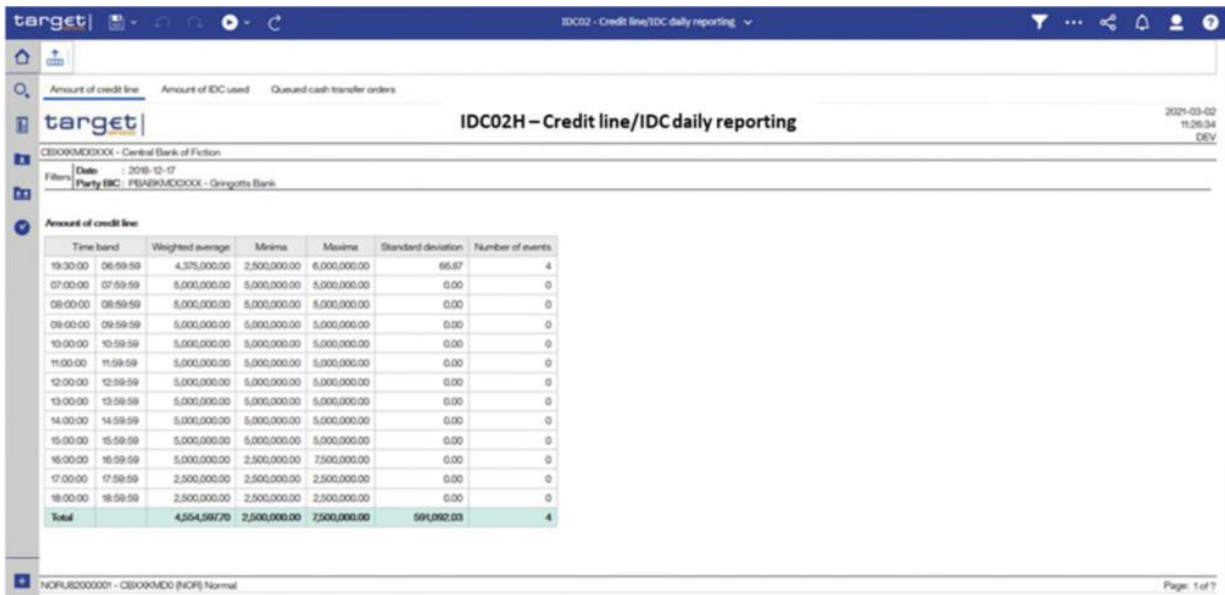 target|
IDC02 - Credit line/IDC daily reporting
Amount of credit line Amount of IDC used Queued cash transfer orders
target|
IDC02H – Credit line/IDC daily reporting
2021-03-02
11:26:34
DEV
- Central Bank of Fiction
Filters Date : 2018-12-17
Party BIC : - Gringotts Bank
Amount of credit line
Time band Weighted average Minima Maxima Standard deviation Number of events
19:30:00 06:59:59 4,375,000.00 2,500,000.00 6,000,000.00 66.87 4
07:00:00 07:59:59 5,000,000.00 5,000,000.00 5,000,000.00 0.00 0
08:00:00 08:59:59 5,000,000.00 5,000,000.00 5,000,000.00 0.00 0
09:00:00 09:59:59 5,000,000.00 5,000,000.00 5,000,000.00 0.00 0
10:00:00 10:59:59 5,000,000.00 5,000,000.00 5,000,000.00 0.00 0
11:00:00 11:59:59 5,000,000.00 5,000,000.00 5,000,000.00 0.00 0
12:00:00 12:59:59 5,000,000.00 5,000,000.00 5,000,000.00 0.00 0
13:00:00 13:59:59 5,000,000.00 5,000,000.00 5,000,000.00 0.00 0
14:00:00 14:59:59 5,000,000.00 5,000,000.00 5,000,000.00 0.00 0
15:00:00 15:59:59 5,000,000.00 5,000,000.00 5,000,000.00 0.00 0
16:00:00 16:59:59 5,000,000.00 2,500,000.00 7,500,000.00 0.00 0
17:00:00 17:59:59 2,500,000.00 2,500,000.00 2,500,000.00 0.00 0
18:00:00 18:59:59 2,500,000.00 2,500,000.00 2,500,000.00 0.00 0
Total 4,554,597.70 2,500,000.00 7,500,000.00 591,092.03 4
NORU82000001 - (NOR) Normal
Page: 1 of ?